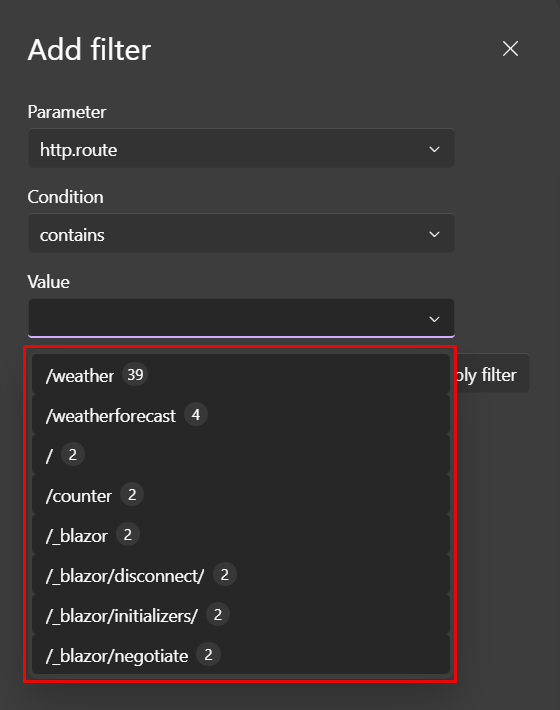 Add filter
Parameter
http.route
Condition
contains
Value
/weather 39
/weatherforecast 4
/ 2
/counter 2
/_blazor 2
/_blazor/disconnect/ 2
/_blazor/initializers/ 2
/_blazor/negotiate 2
ply filter